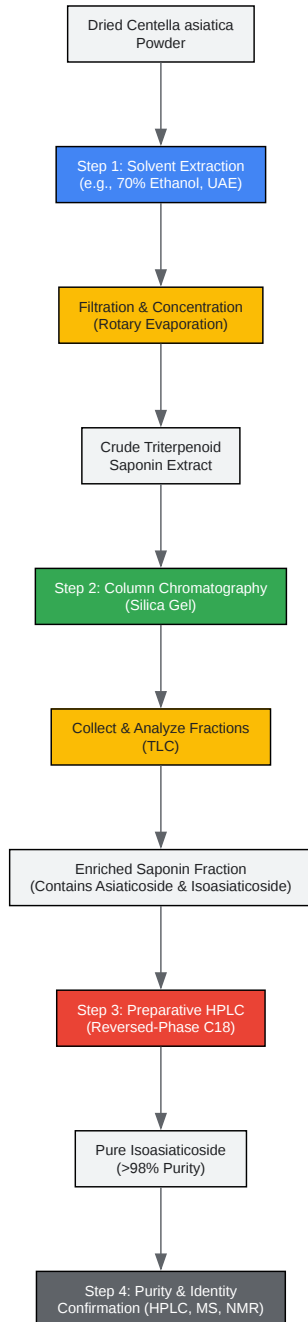 Dried Centella asiatica
Powder
Step 1: Solvent Extraction
(e.g., 70% Ethanol, UAE)
Filtration & Concentration
(Rotary Evaporation)
Crude Triterpenoid
Saponin Extract
Step 2: Column Chromatography
(Silica Gel)
Collect & Analyze Fractions
(TLC)
Enriched Saponin Fraction
(Contains Asiaticoside & Isoasiaticoside)
Step 3: Preparative HPLC
(Reversed-Phase C18)
Pure Isoasiaticoside
(>98% Purity)
Step 4: Purity & Identity
Confirmation (HPLC, MS, NMR)